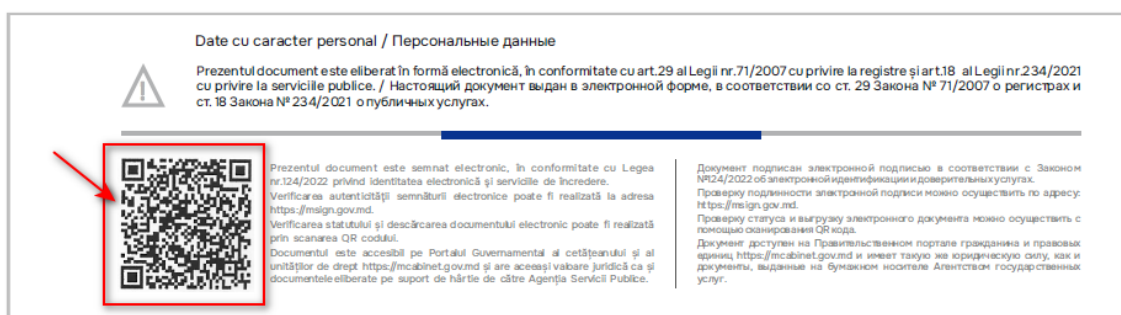 Date cu caracter personal / Персональные данные
Prezentul document este eliberat în formă electronică, în conformitate cu art.29 al Legii nr.71/2007 cu privire la registre și art.18 al Legii nr.234/2021
cu privire la serviciile publice. / Настоящий документ выдан в электронной форме, в соответствии со ст. 29 Закона № 71/2007 о регистрах и
ст. 18 Закона № 234/2021 о публичных услугах.
Prezentul document este semnat electronic, în conformitate cu Legea
nr.124/2022 privind identitatea electronică și serviciile de încredere.
Verificarea autenticității semnăturii electronice poate fi realizată la adresa
https://msign.gov.md.
Verificarea statutului și descărcarea documentului electronic poate fi realizată
prin scanarea QR codului.
Documentul este accesibil pe Portalul Guvernamental al cetățeanului și al
unităților de drept https://mcabinet.gov.md și are aceeași valoare juridică ca și
documentele eliberate pe suport de hârtie de către Agenția Servicii Publice.
Документ подписан электронной подписью в соответствии с Законом
№124/2022 об электронной идентификации и доверительных услугах.
Проверку подлинности электронной подписи можно осуществить по адресу:
https://msign.gov.md.
Проверку статуса и выгрузку электронного документа можно осуществить с
помощью сканирования QR кода.
Документ доступен на Правительственном портале гражданина и правовых
единиц https://mcabinet.gov.md и имеет такую же юридическую силу, как и
документы, выданные на бумажном носителе Агентством государственных
услуг.